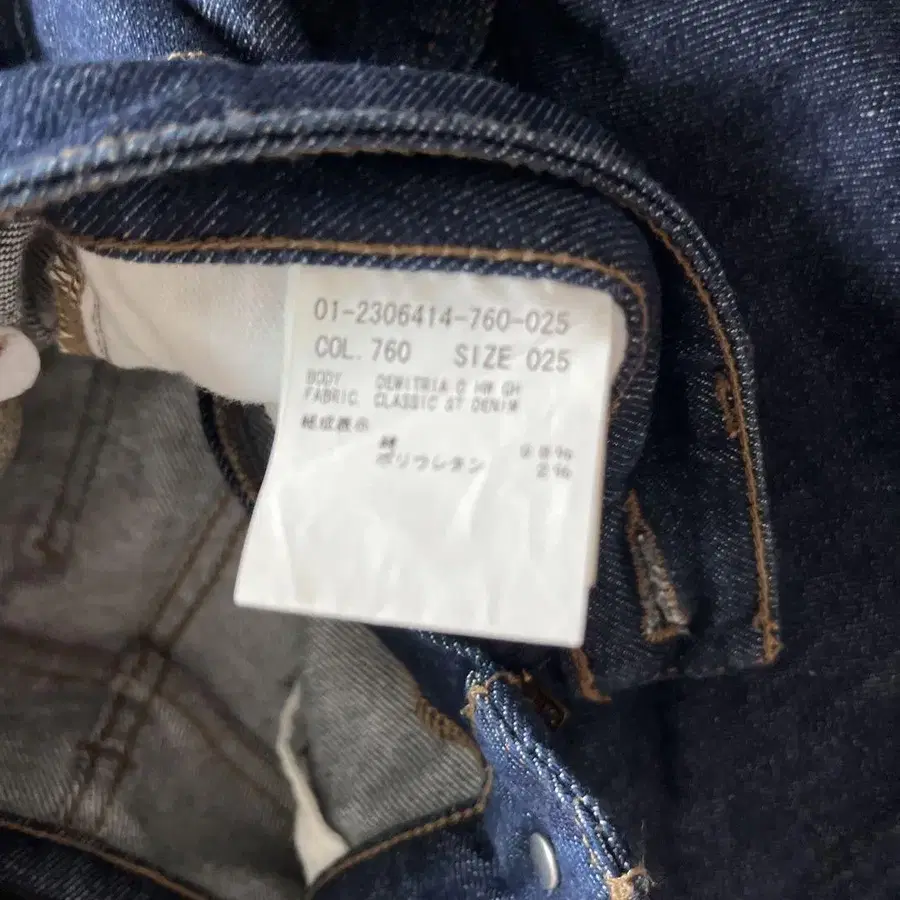 01-2306414-760-025
COL. 760 SIZE 025
BODY DEMITRIA G HW GH
FABRIC. CLASSIC ST DENIM
組成表示
綿 98%
ポリウレタン 2%